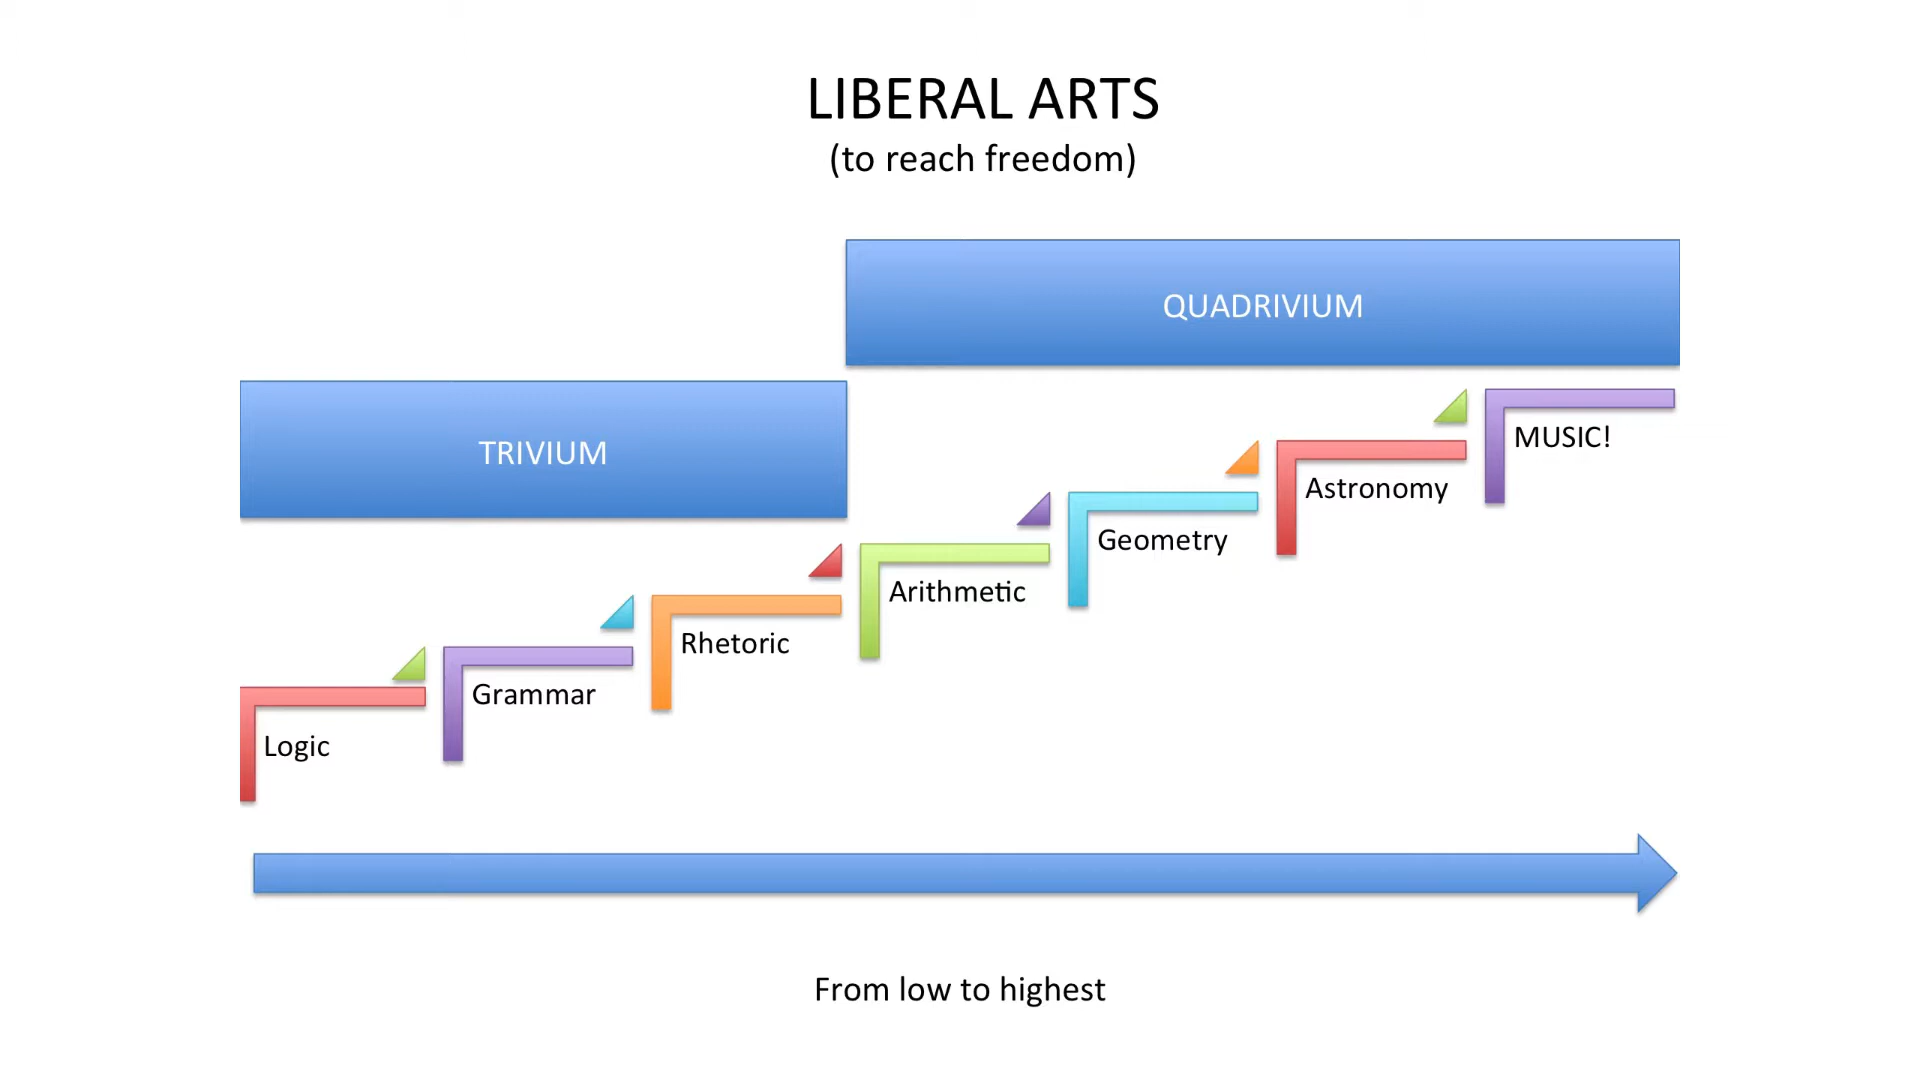 LIBERAL ARTS
(to reach freedom)
QUADRIVIUM
TRIVIUM
MUSIC!
Astronomy
Geometry
Arithmetic
Rhetoric
Grammar
Logic
From low to highest